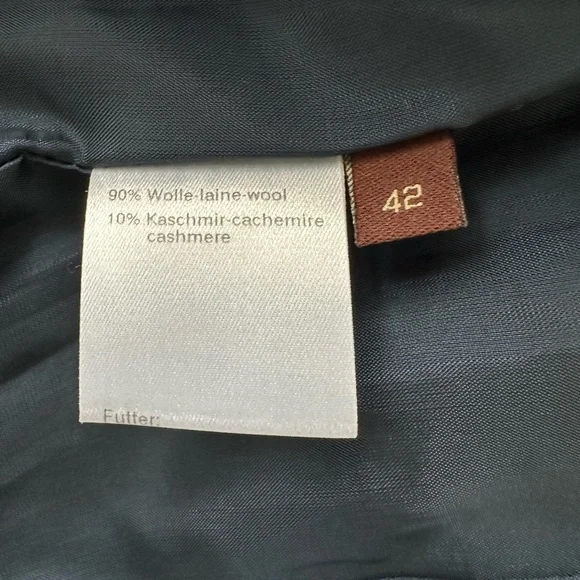 90% Wolle-laine-wool
10% Kaschmir-cachemire
cashmere
42
Futter: